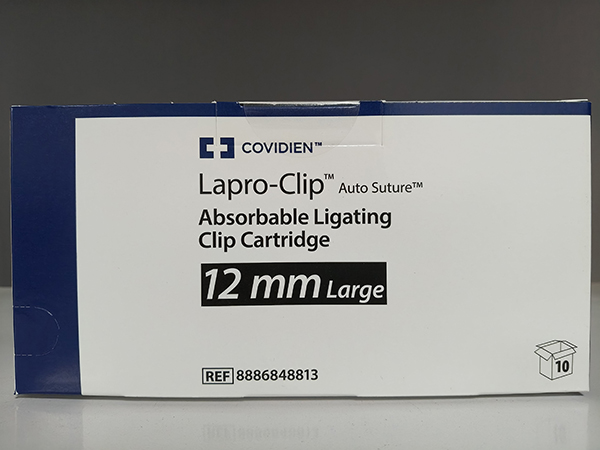 COVIDIEN™
Lapro-Clip™ Auto Suture™
Absorbable Ligating
Clip Cartridge
12 mm Large
REF 8886848813
10